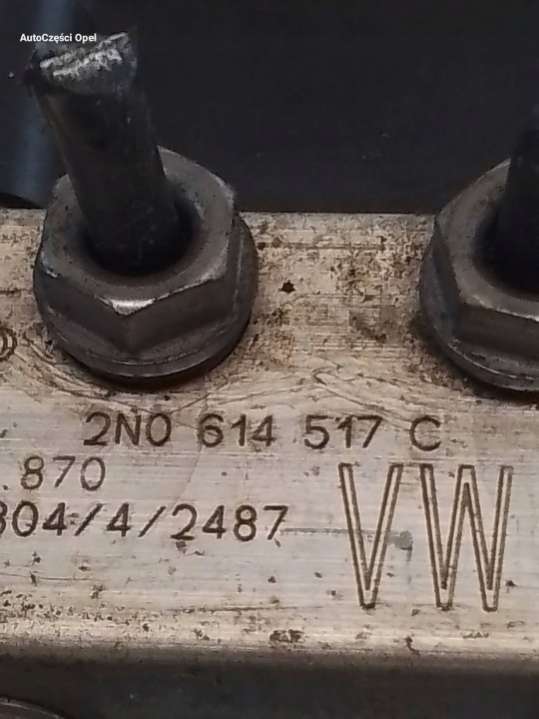 AutoCzęści Opel
2N0 614 517 C
870
304/4/2487
VW